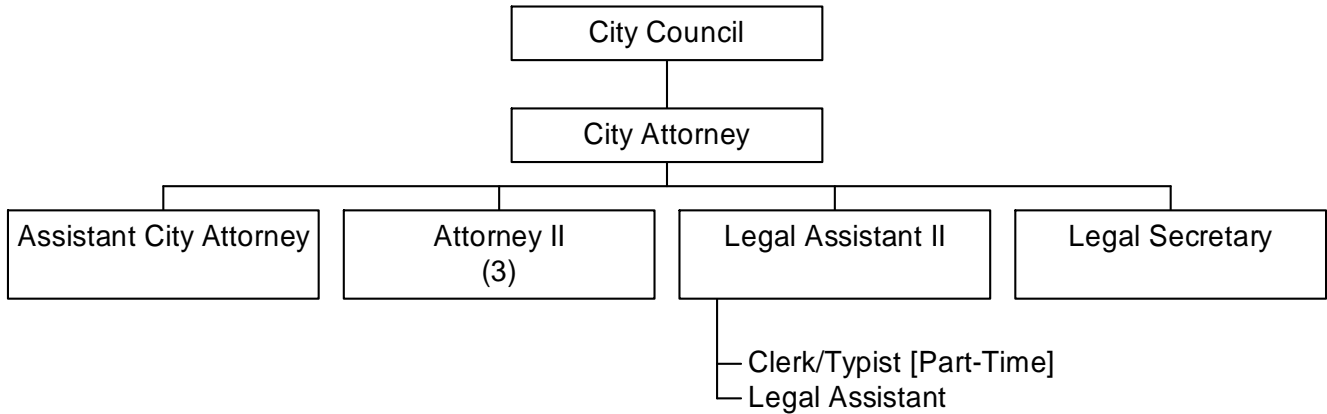 City Council
City Attorney
Assistant City Attorney
Attorney II
(3)
Legal Assistant II
Legal Secretary
Clerk/Typist [Part-Time]
Legal Assistant